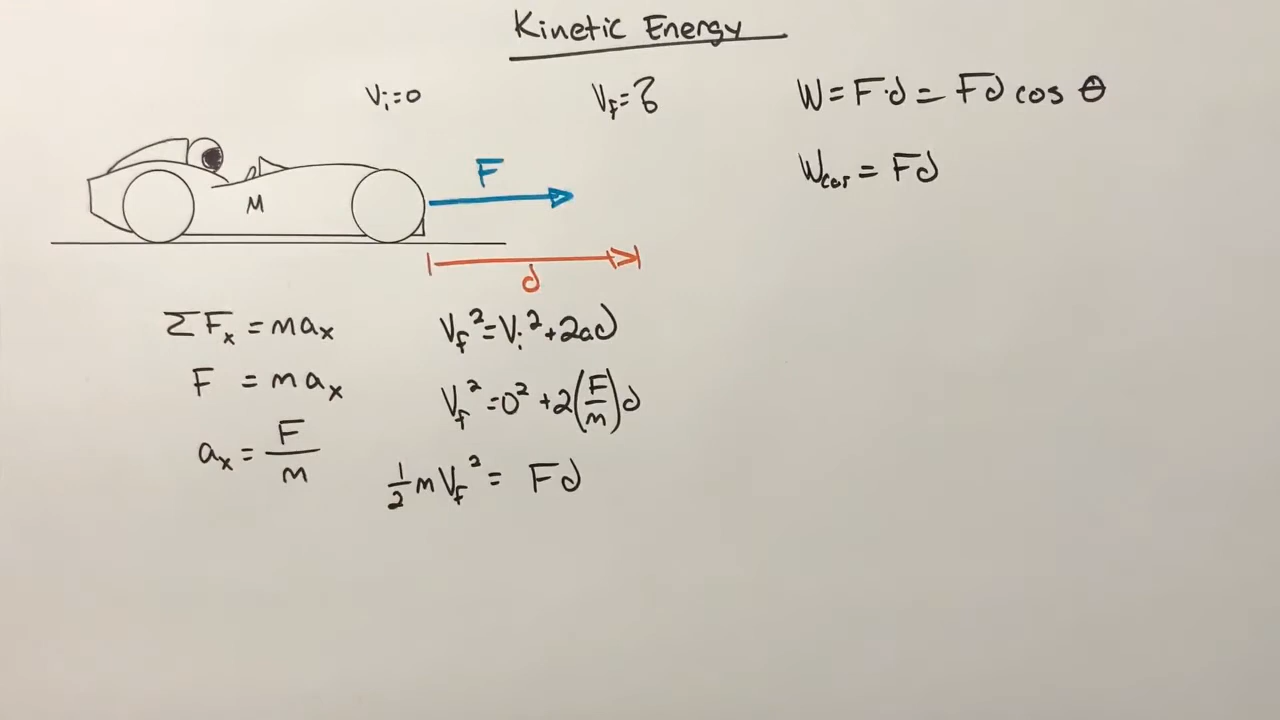 Kinetic Energy
Vi=0
Vf=?
W=F·d=Fd cos θ
F
Wcar = Fd
M
d
ΣFx = max
Vf²=Vi²+2ad
F = max
Vf²=0²+2(F/m)d
ax = F/m
½mVf² = Fd